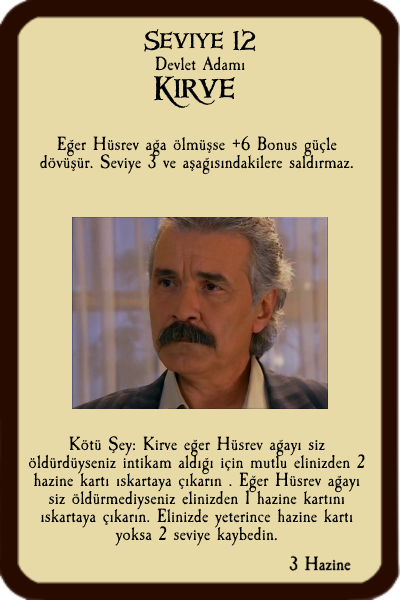 Seviye 12
Devlet Adamı
Kirve
Eğer Hüsrev ağa ölmüşse +6 Bonus güçle
dövüşür. Seviye 3 ve aşağısındakilere saldırmaz.
Kötü Şey: Kirve eğer Hüsrev ağayı siz
öldürdüyseniz intikam aldığı için mutlu elinizden 2
hazine kartı ıskartaya çıkarın . Eğer Hüsrev ağayı
siz öldürmediyseniz elinizden 1 hazine kartını
ıskartaya çıkarın. Elinizde yeterince hazine kartı
yoksa 2 seviye kaybedin.
3 Hazine